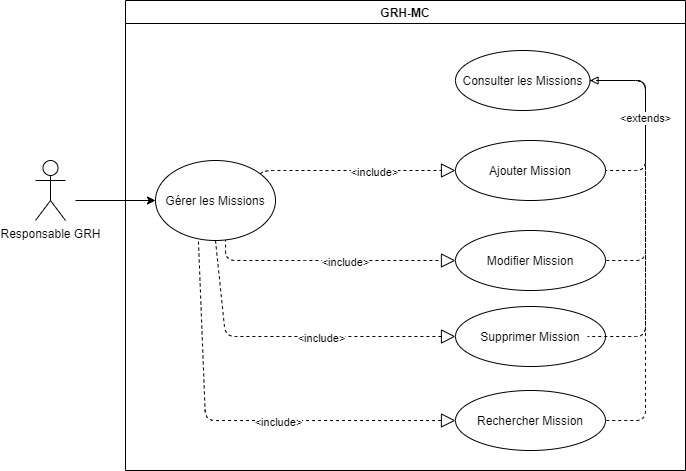 GRH-MC
Consulter les Missions
<extends>
Ajouter Mission
<include>
Gérer les Missions
Responsable GRH
Modifier Mission
<include>
Supprimer Mission
<include>
Rechercher Mission
<include>